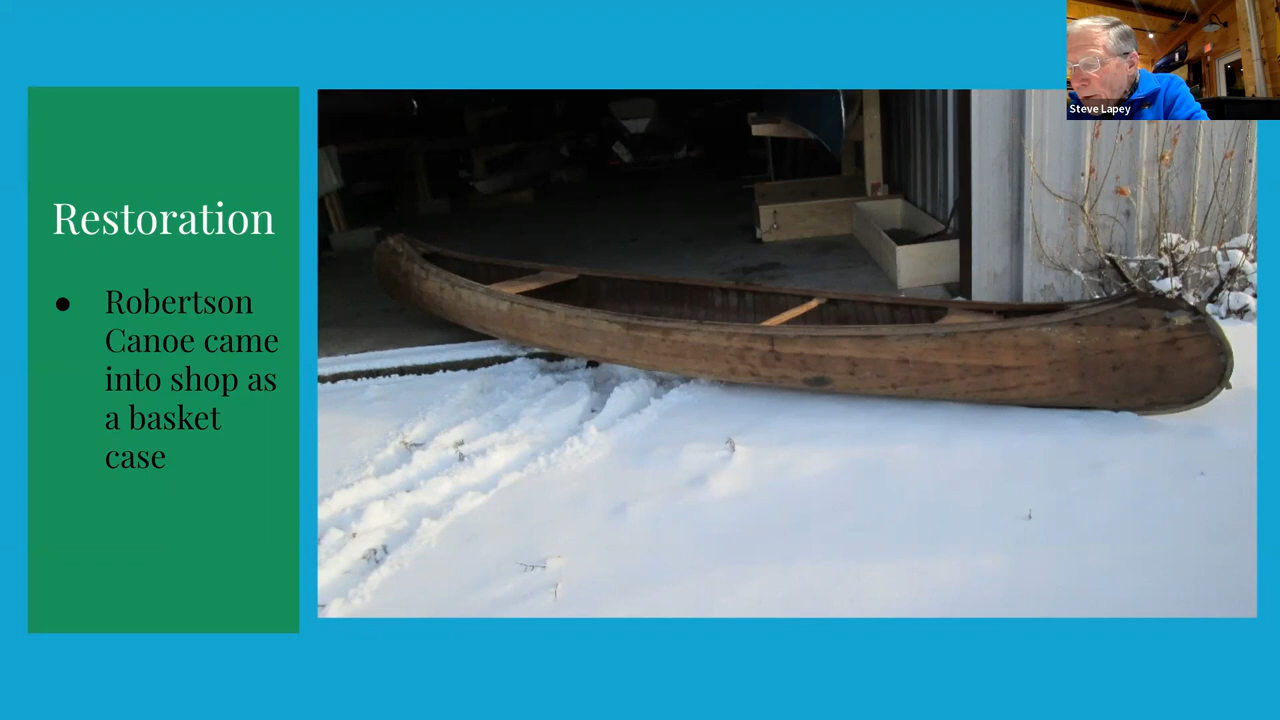 Steve Lapey
Restoration
● Robertson
Canoe came
into shop as
a basket
case